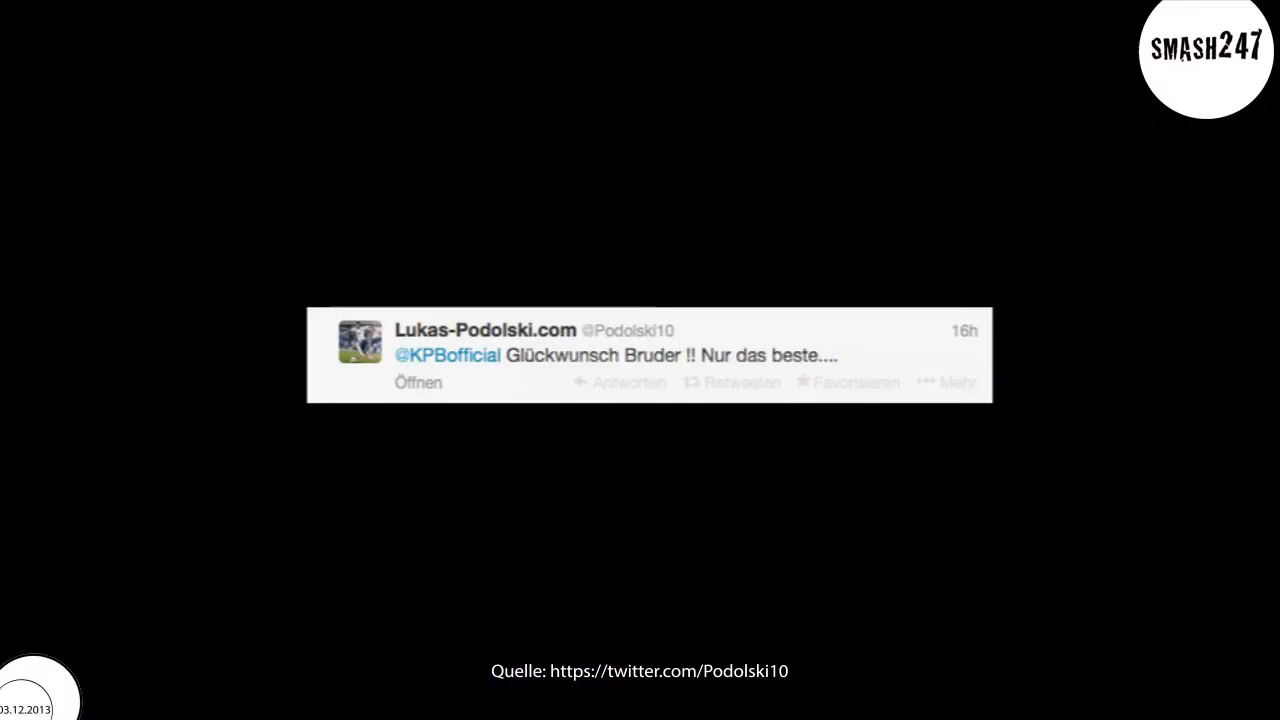 SMASH247
Lukas-Podolski.com @Podolski10 16h
@KPBofficial Glückwunsch Bruder !! Nur das beste....
Öffnen Antworten Retweeten Favorisieren Mehr
Quelle: https://twitter.com/Podolski10
03.12.2013